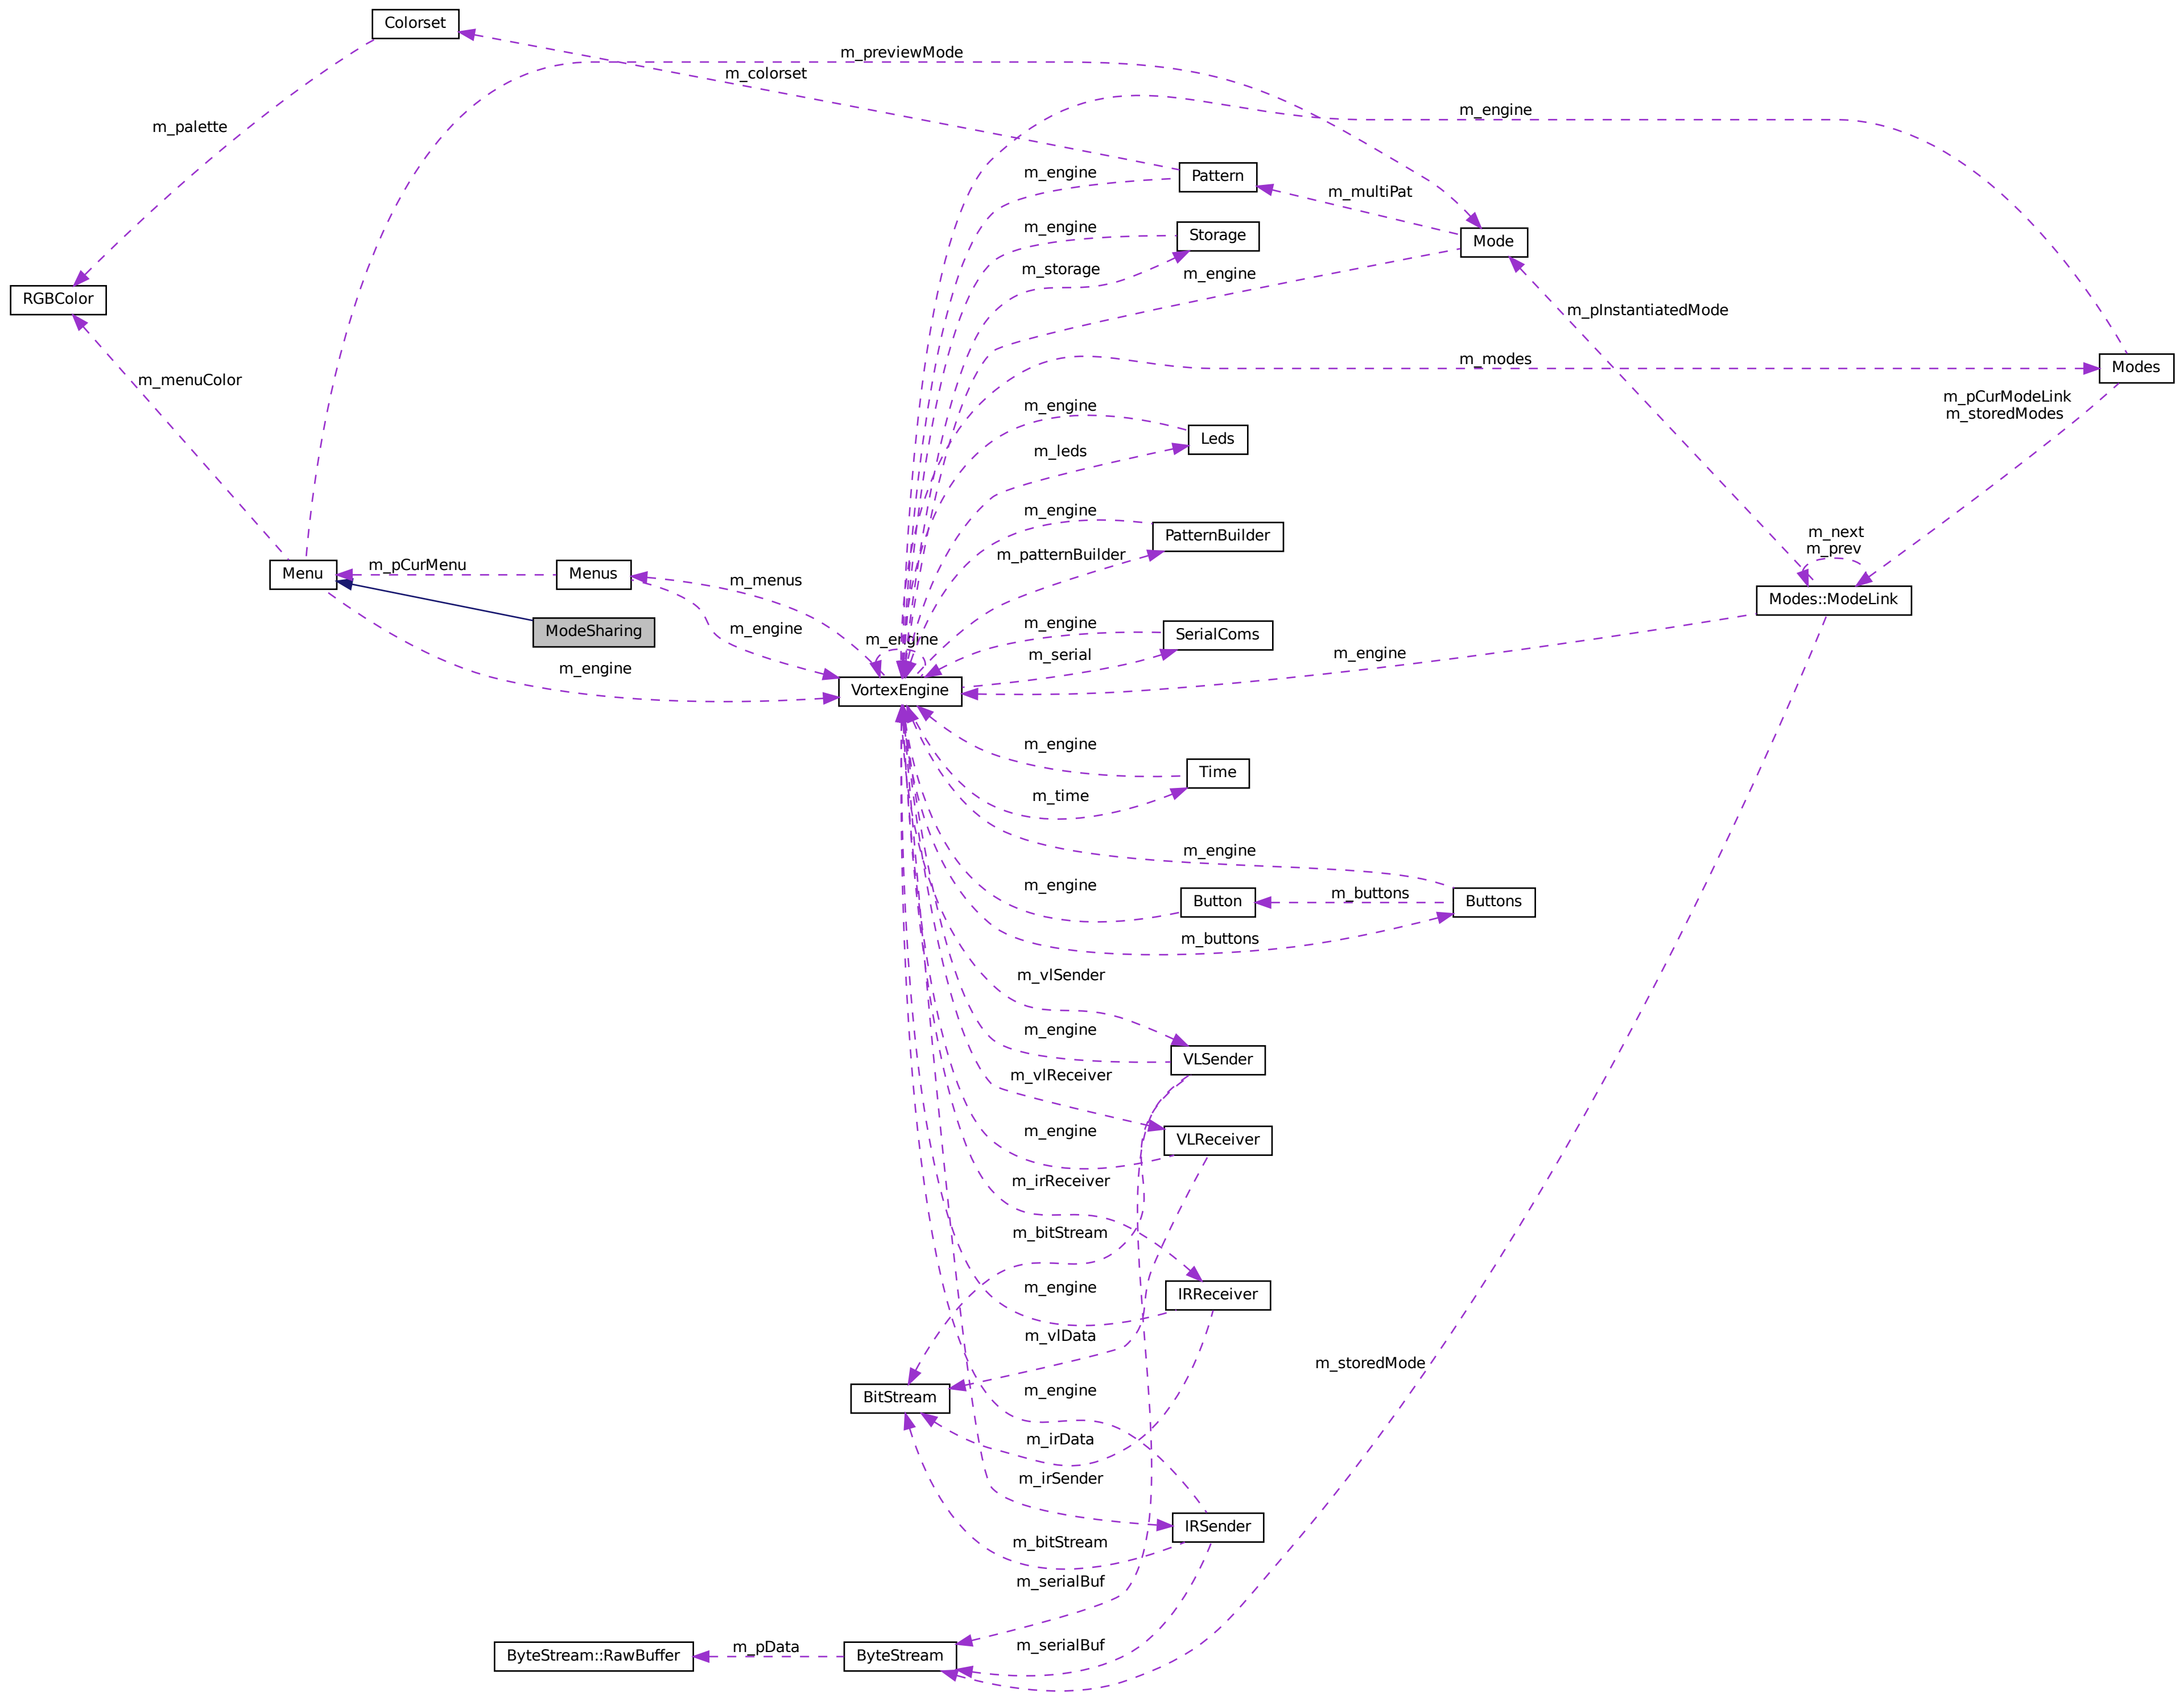 Colorset
m_previewMode
m_colorset
m_engine
m_palette
m_engine
Pattern
m_multiPat
m_engine
Storage
Mode
m_storage
m_engine
RGBColor
m_pInstantiatedMode
m_modes
Modes
m_menuColor
m_pCurModeLink
m_storedModes
m_engine
Leds
m_leds
m_engine
PatternBuilder
m_next
m_prev
m_patternBuilder
m_pCurMenu
Menu
Menus
m_menus
Modes::ModeLink
ModeSharing
m_engine
m_engine
m_engine
SerialComs
m_serial
m_engine
m_engine
VortexEngine
m_engine
Time
m_time
m_engine
m_engine
Button
m_buttons
Buttons
m_buttons
m_vlSender
m_engine
VLSender
m_vlReceiver
m_engine
VLReceiver
m_irReceiver
m_bitStream
m_engine
IRReceiver
m_vlData
m_storedMode
BitStream
m_engine
m_irData
m_irSender
IRSender
m_bitStream
m_serialBuf
m_serialBuf
ByteStream::RawBuffer
m_pData
ByteStream